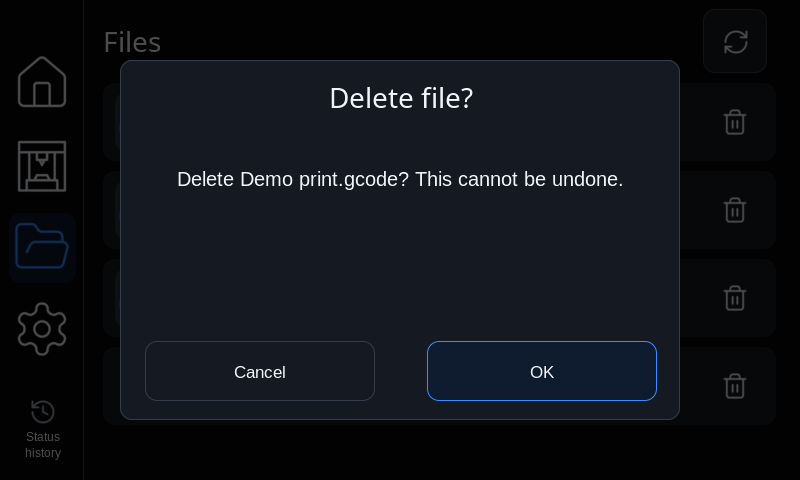 Files
Delete file?
Delete Demo print.gcode? This cannot be undone.
Cancel
OK
Status
history